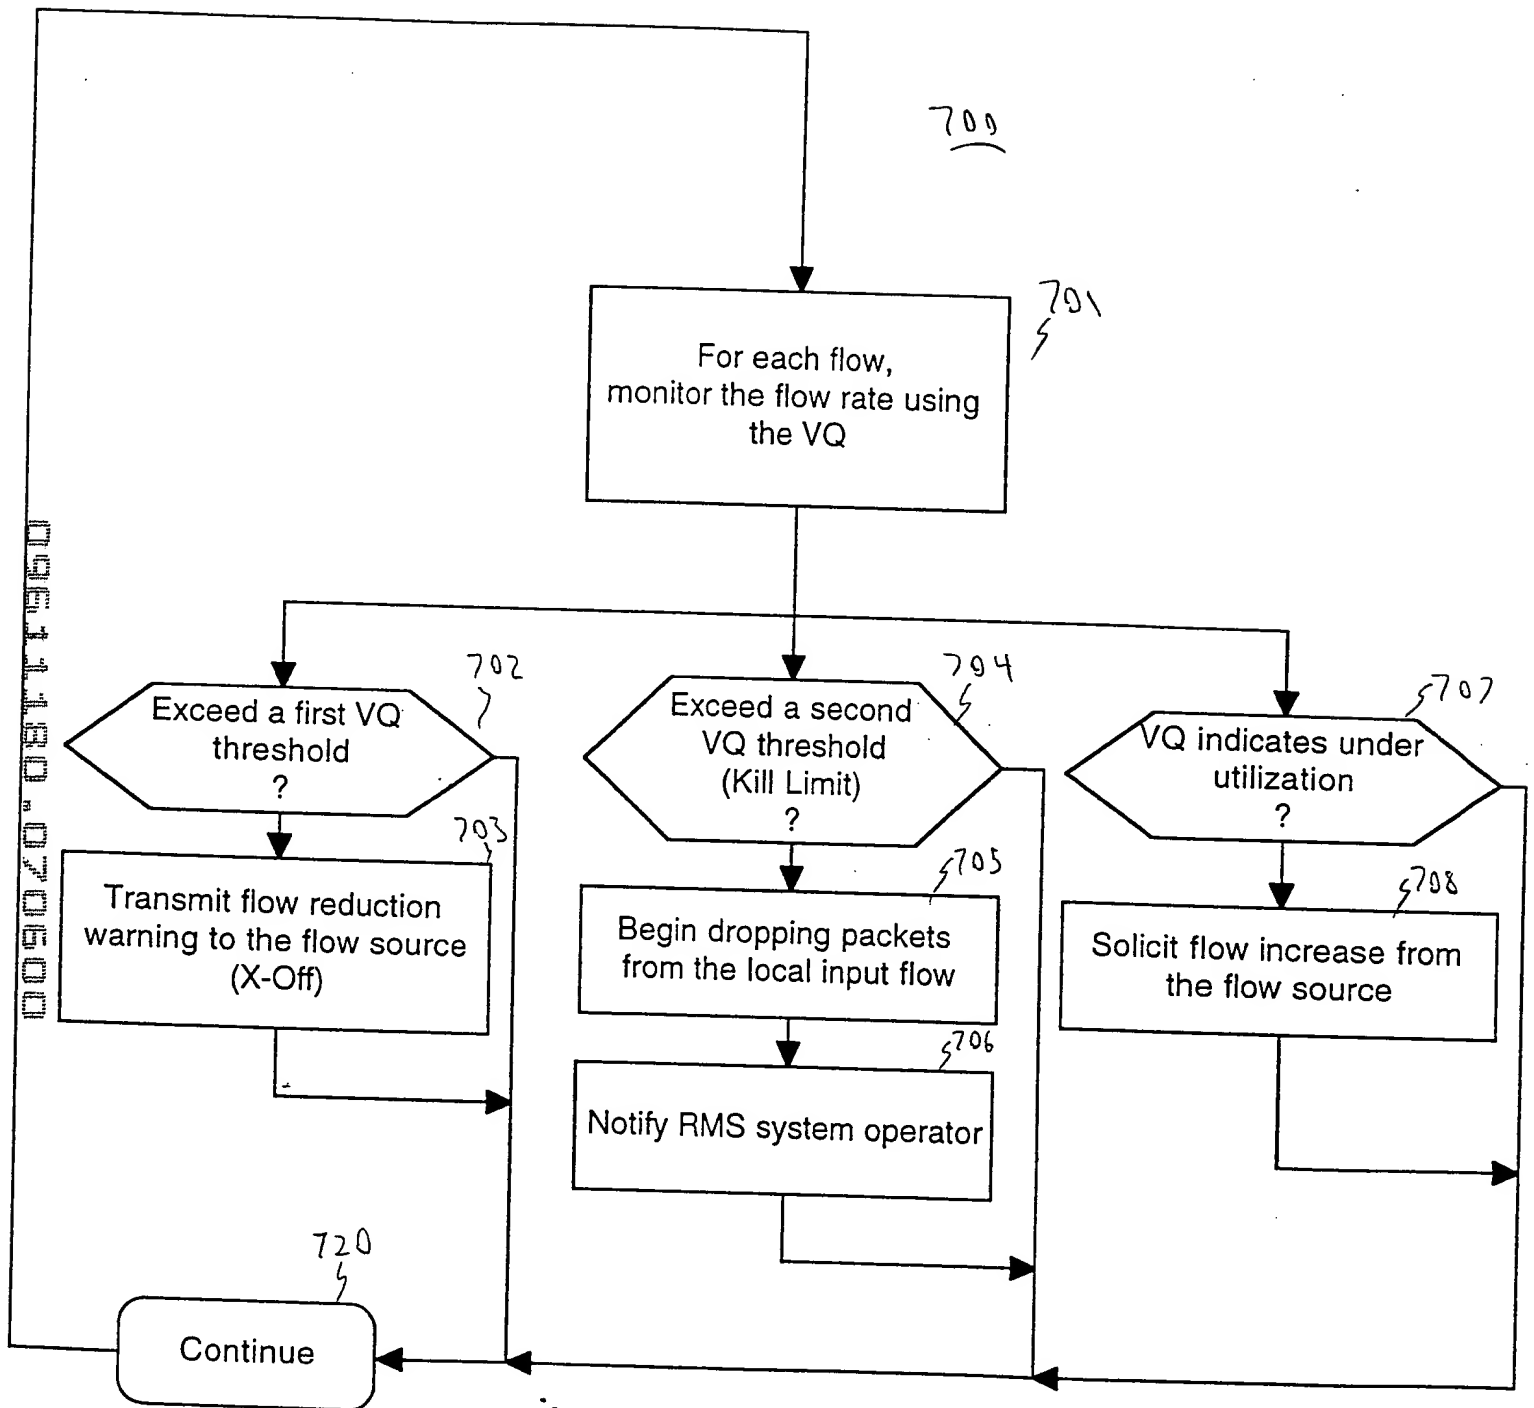 700
701
For each flow,
monitor the flow rate using
the VQ
702
Exceed a first VQ
threshold
?
703
Transmit flow reduction
warning to the flow source
(X-Off)
704
Exceed a second
VQ threshold
(Kill Limit)
?
705
Begin dropping packets
from the local input flow
706
Notify RMS system operator
707
VQ indicates under
utilization
?
708
Solicit flow increase from
the flow source
720
Continue
09611180.070600